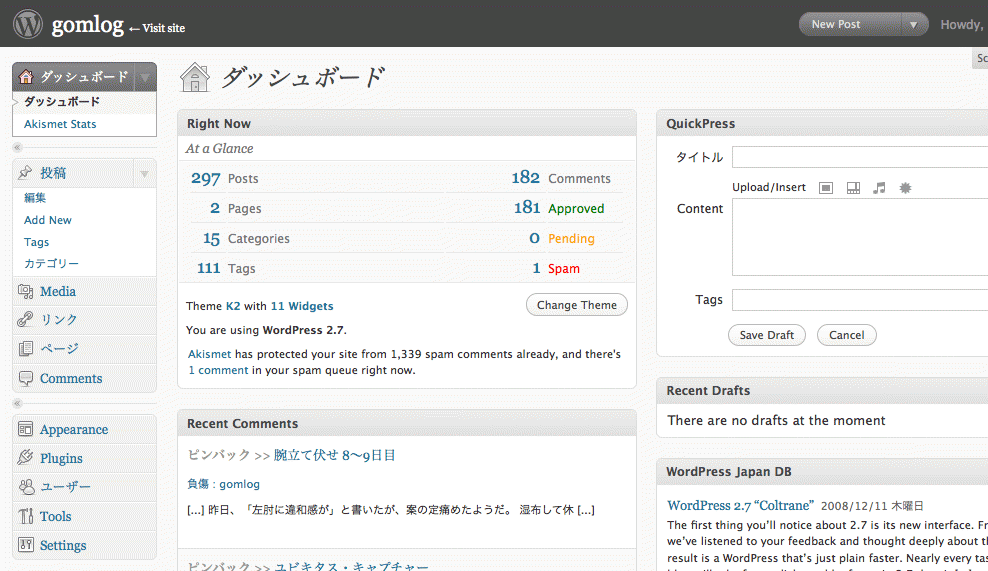 gomlog ← Visit site
New Post
Howdy,
ダッシュボード
ダッシュボード
Akismet Stats
投稿
編集
Add New
Tags
カテゴリー
Media
リンク
ページ
Comments
Appearance
Plugins
ユーザー
Tools
Settings
ダッシュボード
Right Now
At a Glance
297 Posts
182 Comments
2 Pages
181 Approved
15 Categories
0 Pending
111 Tags
1 Spam
Theme K2 with 11 Widgets
Change Theme
You are using WordPress 2.7.
Akismet has protected your site from 1,339 spam comments already, and there's
1 comment in your spam queue right now.
Recent Comments
ピンバック >> 腕立て伏せ 8〜9日目
負傷 : gomlog
[...] 昨日、「左肘に違和感が」と書いたが、案の定痛めたようだ。 湿布して休 [...]
ピンバック >> ユビキタス・キャプチャー
Sc
QuickPress
タイトル
Upload/Insert
Content
Tags
Save Draft
Cancel
Recent Drafts
There are no drafts at the moment
WordPress Japan DB
WordPress 2.7 “Coltrane” 2008/12/11 木曜日
The first thing you’ll notice about 2.7 is its new interface. Fr
we’ve listened to your feedback and thought deeply about th
result is a WordPress that’s just plain faster. Nearly every tas